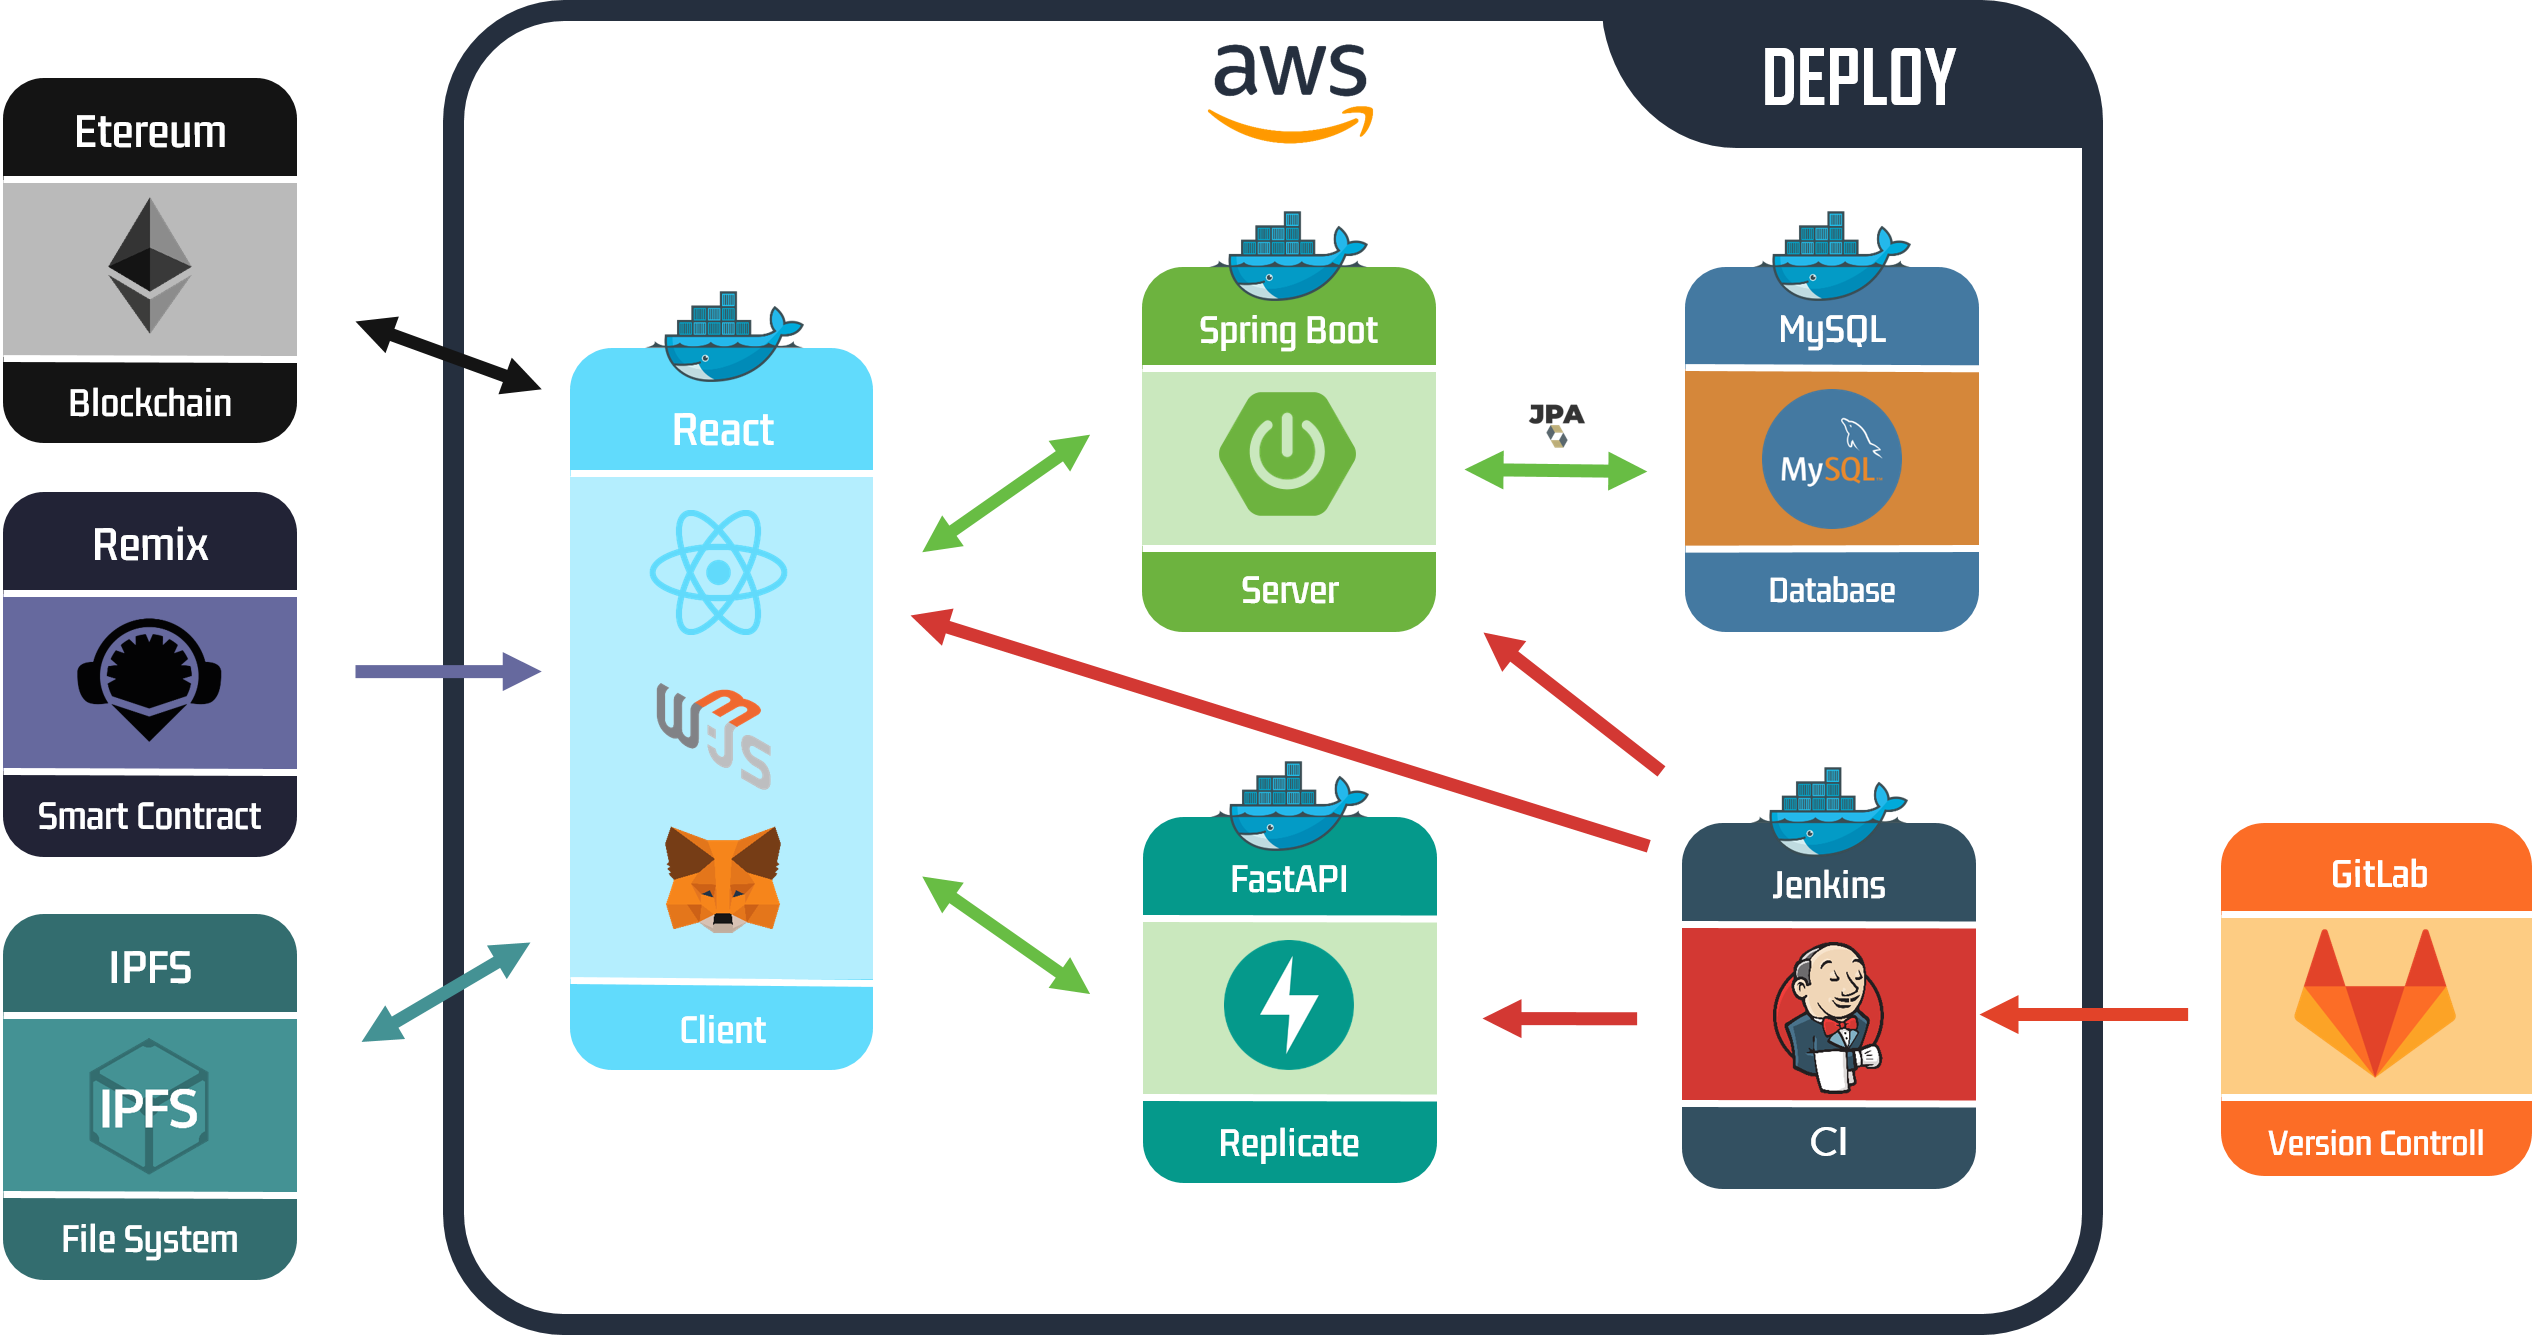 aws
DEPLOY
Etereum
Blockchain
Remix
Smart Contract
IPFS
IPFS
File System
React
W3JS
Client
Spring Boot
Server
JPA
MySQL
MySQL
Database
FastAPI
Replicate
Jenkins
CI
GitLab
Version Controll